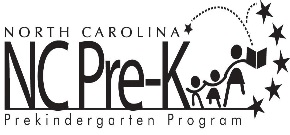 NORTH CAROLINA
NC Pre-K
Prekindergarten Program